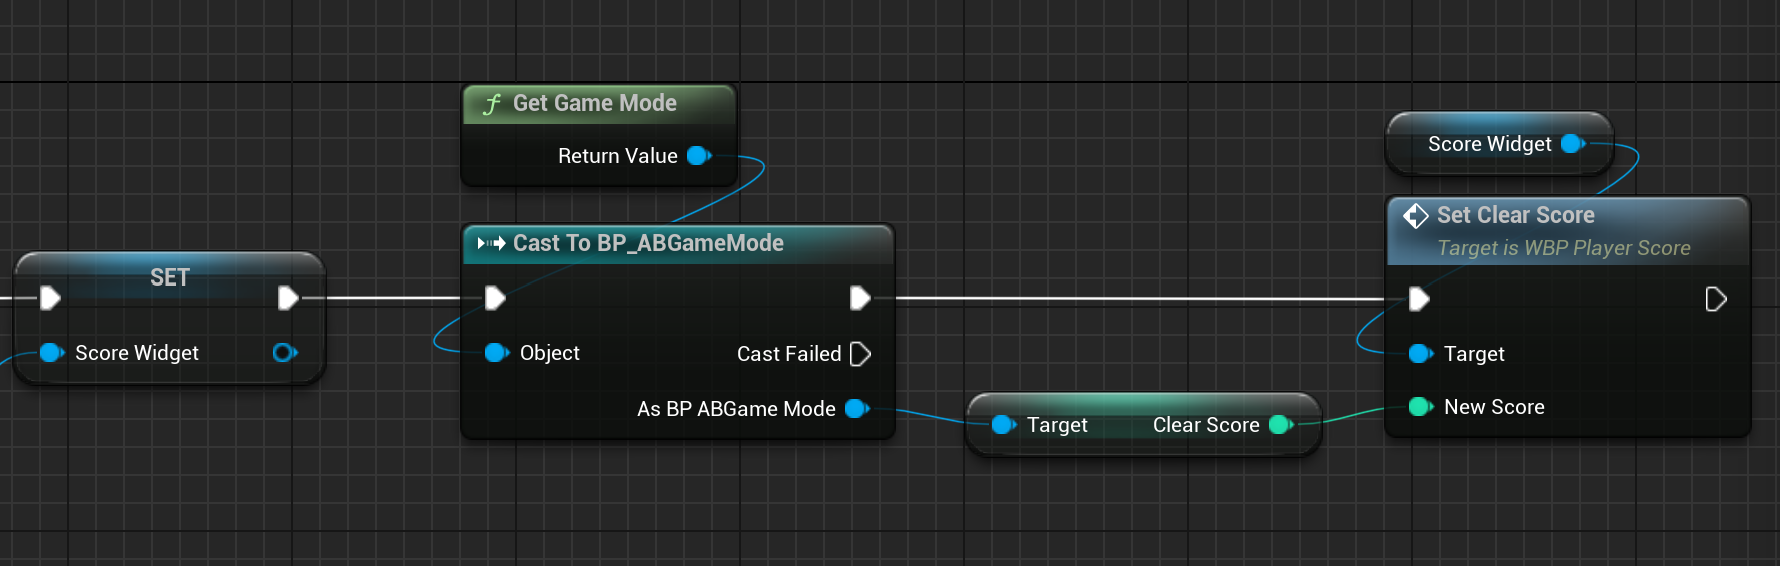 SET
Score Widget
f Get Game Mode
Return Value
Cast To BP_ABGameMode
Object
Cast Failed
As BP ABGame Mode
Target
Clear Score
Score Widget
Set Clear Score
Target is WBP Player Score
Target
New Score